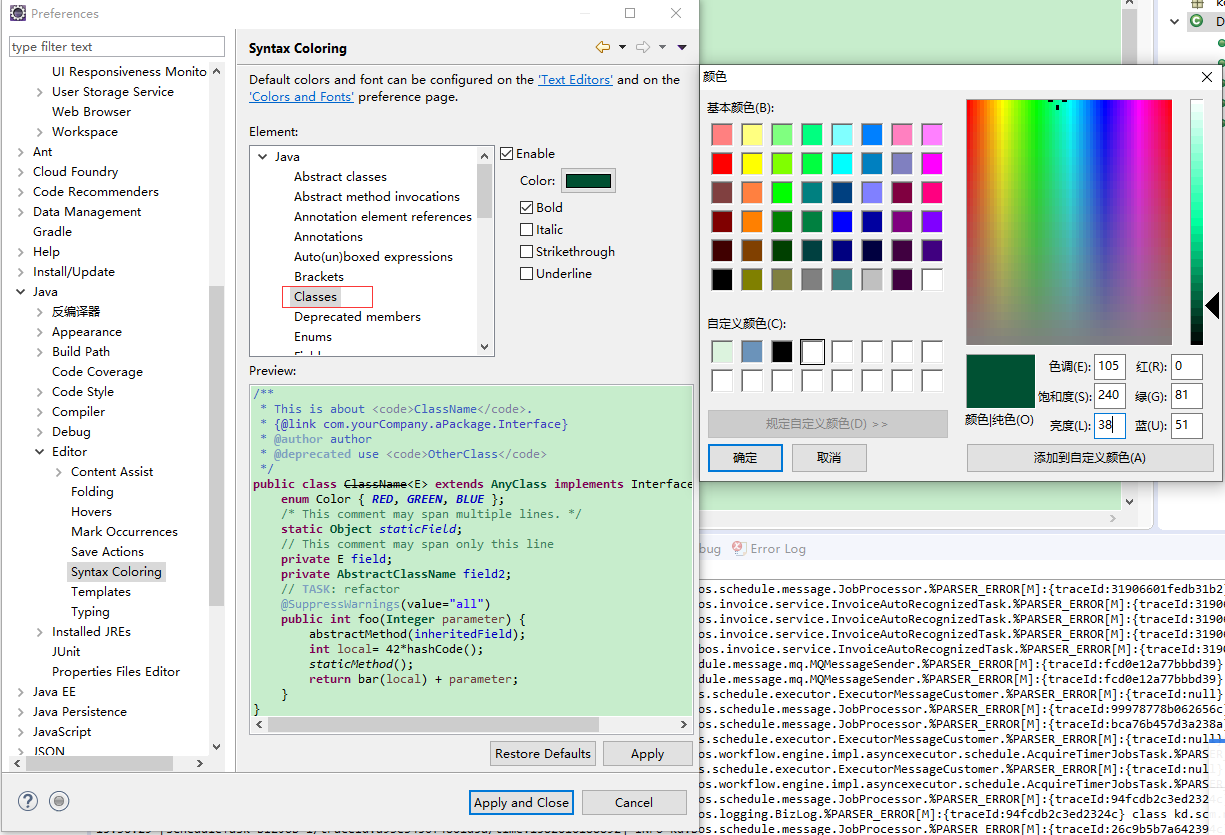 Preferences
type filter text
UI Responsiveness Monito
User Storage Service
Web Browser
Workspace
Ant
Cloud Foundry
Code Recommenders
Data Management
Gradle
Help
Install/Update
Java
反编译器
Appearance
Build Path
Code Coverage
Code Style
Compiler
Debug
Editor
Content Assist
Folding
Hovers
Mark Occurrences
Save Actions
Syntax Coloring
Templates
Typing
Installed JREs
JUnit
Properties Files Editor
Java EE
Java Persistence
JavaScript
JSON
Syntax Coloring
Default colors and font can be configured on the 'Text Editors' and on the
'Colors and Fonts' preference page.
Element:
Java
Abstract classes
Abstract method invocations
Annotation element references
Annotations
Auto(un)boxed expressions
Brackets
Classes
Deprecated members
Enums
Enable
Color:
Bold
Italic
Strikethrough
Underline
Preview:
/**
* This is about <code>ClassName</code>.
* {@link com.yourCompany.aPackage.Interface}
* @author author
* @deprecated use <code>OtherClass</code>
*/
public class ClassName<E> extends AnyClass implements Interface
enum Color { RED, GREEN, BLUE };
/* This comment may span multiple lines. */
static Object staticField;
// This comment may span only this line
private E field;
private AbstractClassName field2;
// TASK: refactor
@SuppressWarnings(value="all")
public int foo(Integer parameter) {
abstractMethod(inheritedField);
int local= 42*hashCode();
staticMethod();
return bar(local) + parameter;
}
}
Restore Defaults
Apply
Apply and Close
Cancel
颜色
基本颜色(B):
自定义颜色(C):
规定自定义颜色(D) >>
确定
取消
颜色|纯色(O)
色调(E): 105 红(R): 0
饱和度(S): 240 绿(G): 81
亮度(L): 38 蓝(U): 51
添加到自定义颜色(A)
bug Error Log
os.schedule.message.JobProcessor.%PARSER_ERROR[M]:{traceId:31906601fedb31b2}
os.invoice.service.InvoiceAutoRecognizedTask.%PARSER_ERROR[M]:{traceId:31906
os.invoice.service.InvoiceAutoRecognizedTask.%PARSER_ERROR[M]:{traceId:31906
os.invoice.service.InvoiceAutoRecognizedTask.%PARSER_ERROR[M]:{traceId:31906
os.schedule.message.JobProcessor.%PARSER_ERROR[M]:{traceId:31906601fedb31b2}
dule.message.mq.MQMessageSender.%PARSER_ERROR[M]:{traceId:fcd0e12a77bbbd39}
dule.message.mq.MQMessageSender.%PARSER_ERROR[M]:{traceId:fcd0e12a77bbbd39}
os.schedule.executor.ExecutorMessageCustomer.%PARSER_ERROR[M]:{traceId:null}
os.schedule.message.JobProcessor.%PARSER_ERROR[M]:{traceId:99978778b062656c}
os.schedule.message.JobProcessor.%PARSER_ERROR[M]:{traceId:bca76b457d3a238a}
os.schedule.executor.ExecutorMessageCustomer.%PARSER_ERROR[M]:{traceId:null}
os.workflow.engine.impl.asyncexecutor.schedule.AcquireTimerJobsTask.%PARSER
os.schedule.executor.ExecutorMessageCustomer.%PARSER_ERROR[M]:{traceId:null
os.workflow.engine.impl.asyncexecutor.schedule.AcquireTimerJobsTask.%PARSER
os.schedule.message.JobProcessor.%PARSER_ERROR[M]:{traceId:94fcdb2c3ed2324c
os.logging.BizLog.%PARSER_ERROR[M]:{traceId:94fcdb2c3ed2324c} class kd.sc
os.schedule.message.JobProcessor.%PARSER_ERROR[M]:{traceId:26c9b5b7a64239